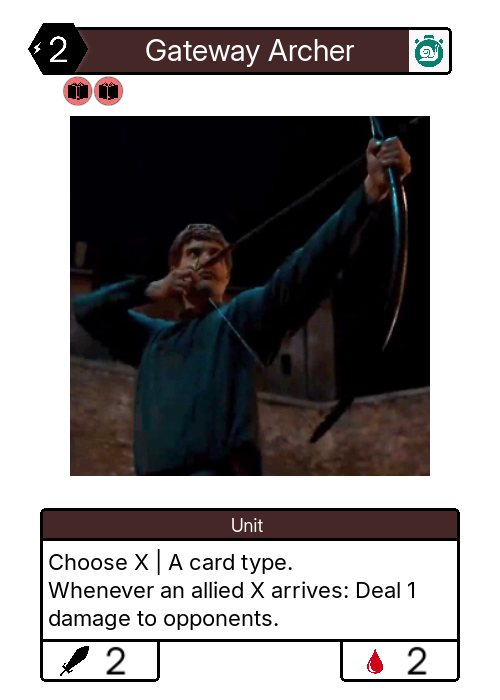 2
Gateway Archer
Unit
Choose X | A card type.
Whenever an allied X arrives: Deal 1
damage to opponents.
2
2